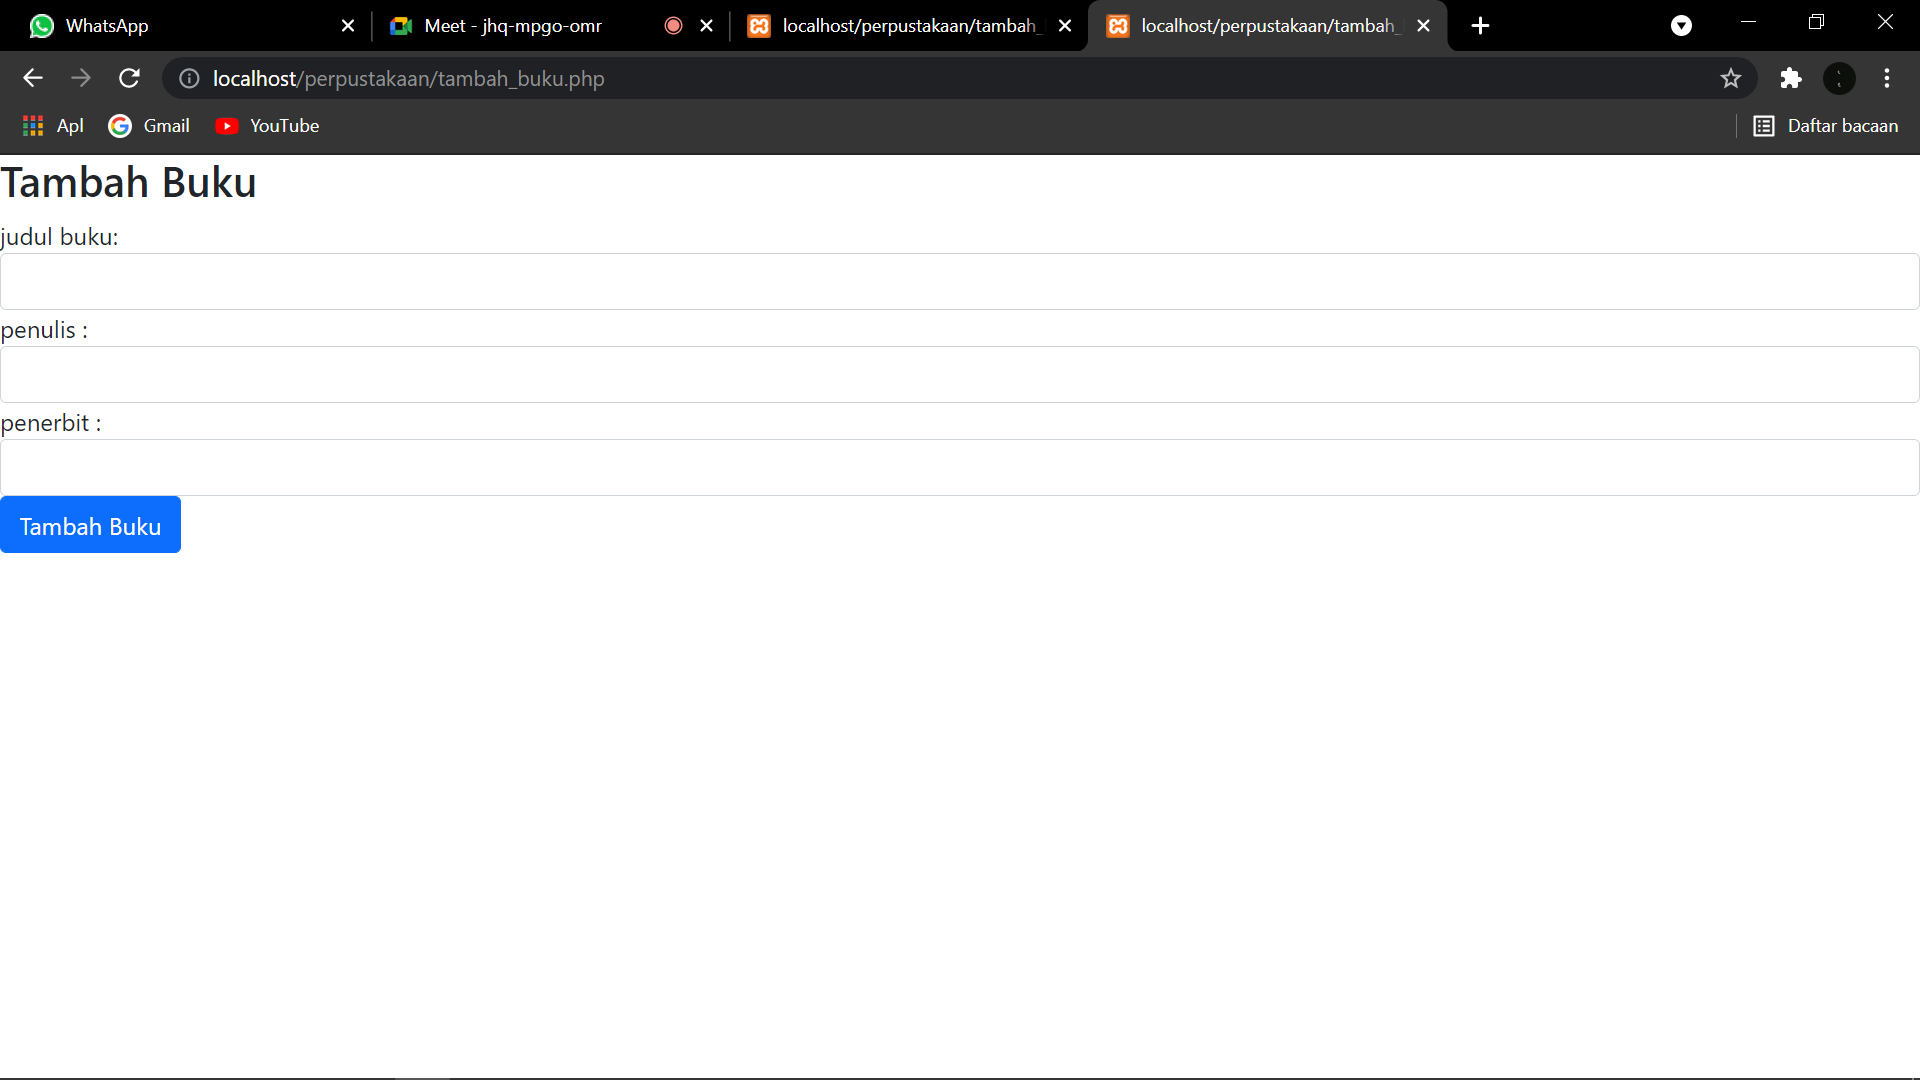 WhatsApp
Meet - jhq-mpgo-omr
localhost/perpustakaan/tambah_
localhost/perpustakaan/tambah_
localhost/perpustakaan/tambah_buku.php
Apl
Gmail
YouTube
Daftar bacaan
Tambah Buku
judul buku:
penulis :
penerbit :
Tambah Buku